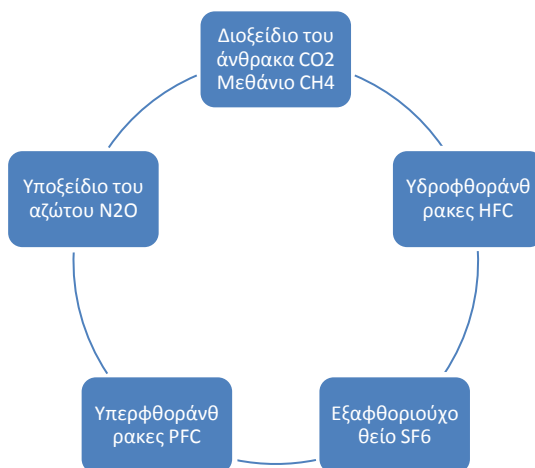 Διοξείδιο του
άνθρακα CO2
Μεθάνιο CH4
Υδροφθοράνθ
ρακες HFC
Εξαφθοριούχο
θείο SF6
Υπερφθοράνθ
ρακες PFC
Υποξείδιο του
αζώτου N2O